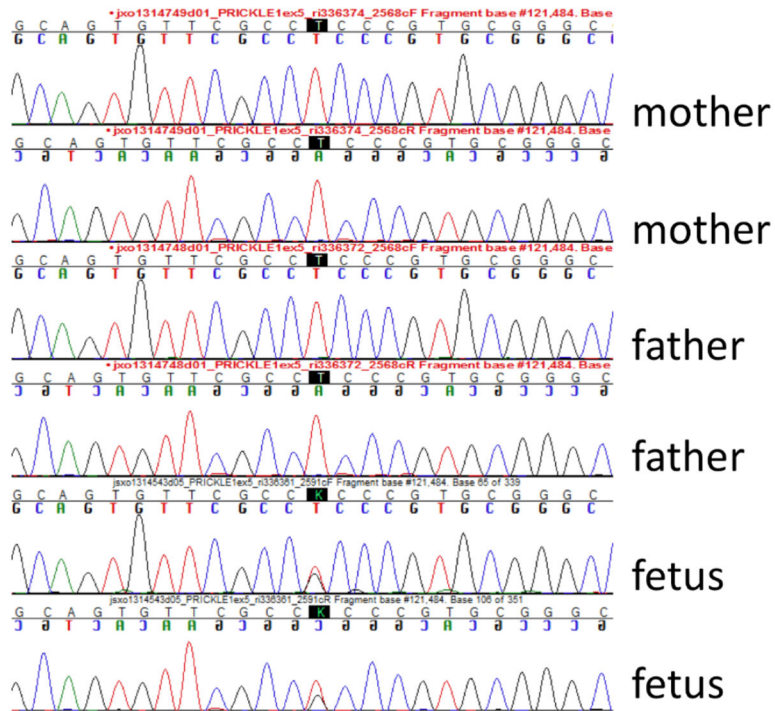 •jxo1314749d01_PRICKLE1ex5_ri336374_2568cF Fragment base #121,484. Base
G C A G T G T T C G C C T C C C G T G C G G G C
G C A G T G T T C G C C T C C C G T G C G G G C
mother
•jxo1314749d01_PRICKLE1ex5_ri336374_2568cR Fragment base #121,484. Base
G C A G T G T T C G C C T C C C G T G C G G G C
C G T C A C A A G C G G A G G G C A C G C C C G
mother
•jxo1314748d01_PRICKLE1ex5_ri336372_2568cF Fragment base #121,484. Base
G C A G T G T T C G C C T C C C G T G C G G G C
G C A G T G T T C G C C T C C C G T G C G G G C
father
•jxo1314748d01_PRICKLE1ex5_ri336372_2568cR Fragment base #121,484. Base
G C A G T G T T C G C C T C C C G T G C G G G C
C G T C A C A A G C G G A G G G C A C G C C C G
father
jsxo1314543d05_PRICKLE1ex5_ri336361_2591cF Fragment base #121,484. Base 65 of 339
G C A G T G T T C G C C K C C C G T G C G G G C
G C A G T G T T C G C C T C C C G T G C G G G C
fetus
jsxo1314543d05_PRICKLE1ex5_ri336361_2591cR Fragment base #121,484. Base 106 of 351
G C A G T G T T C G C C K C C C G T G C G G G C
C G T C A C A A G C G G C G G G C A C G C C C G
fetus